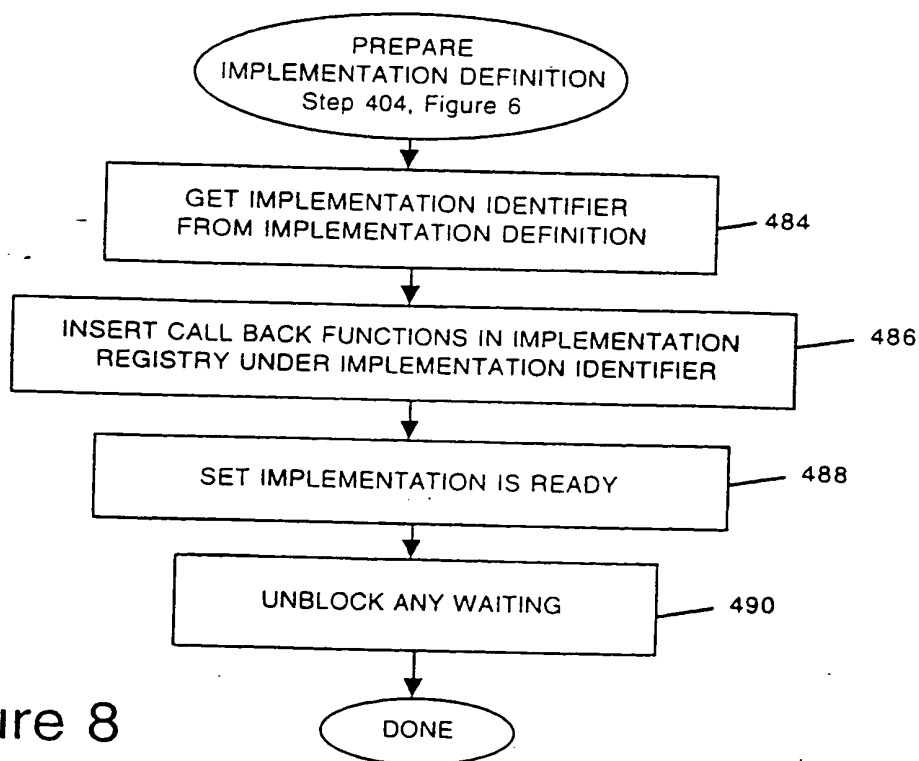 PREPARE
IMPLEMENTATION DEFINITION
Step 404, Figure 6
GET IMPLEMENTATION IDENTIFIER
FROM IMPLEMENTATION DEFINITION
484
INSERT CALL BACK FUNCTIONS IN IMPLEMENTATION
REGISTRY UNDER IMPLEMENTATION IDENTIFIER
486
SET IMPLEMENTATION IS READY
488
UNBLOCK ANY WAITING
490
DONE
ure 8